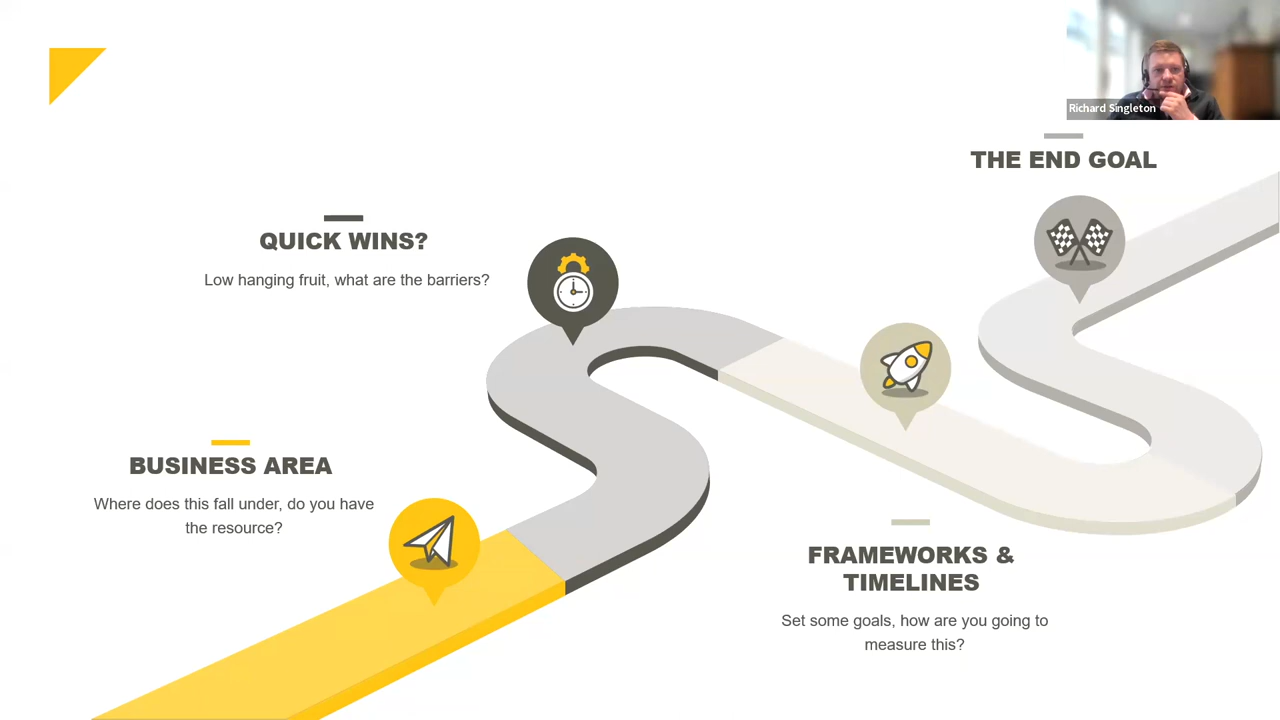 Richard Singleton
THE END GOAL
QUICK WINS?
Low hanging fruit, what are the barriers?
BUSINESS AREA
Where does this fall under, do you have
the resource?
FRAMEWORKS &
TIMELINES
Set some goals, how are you going to
measure this?